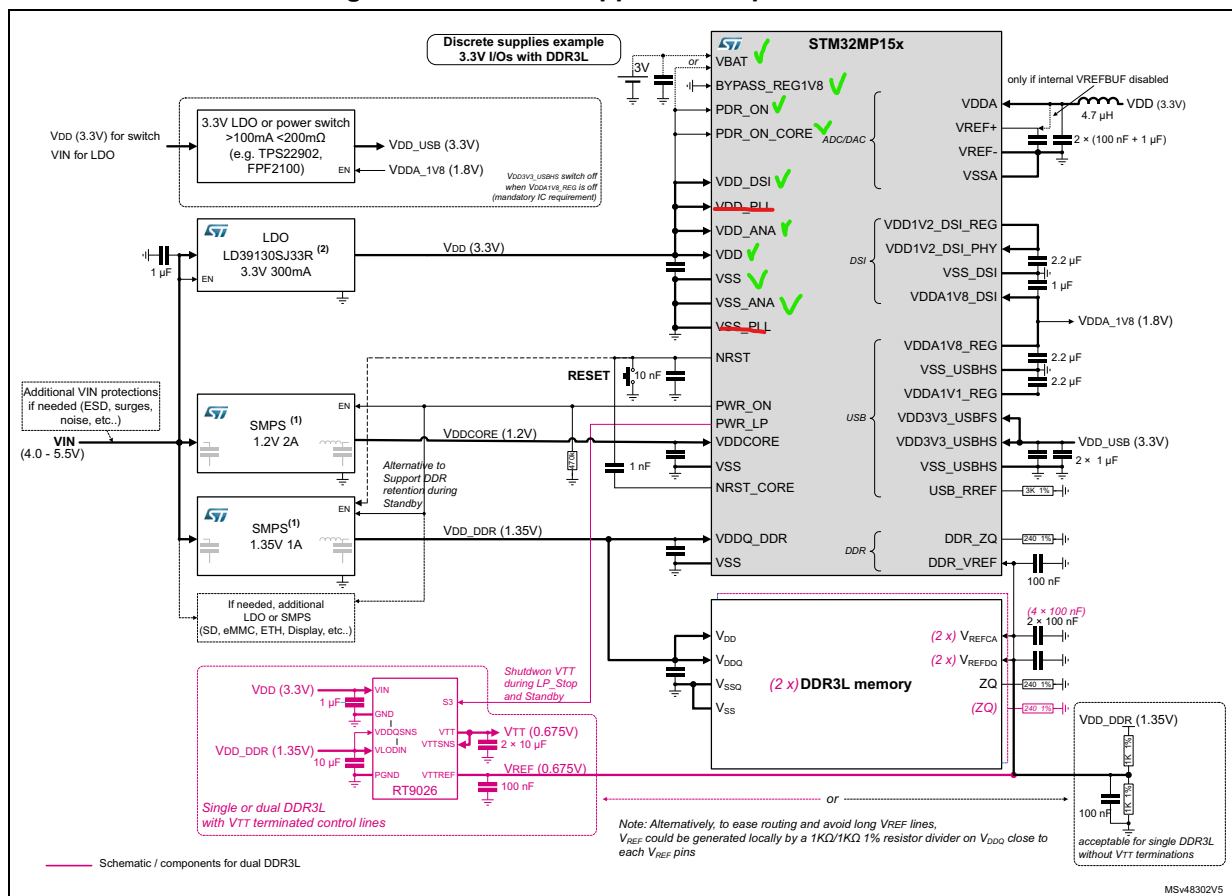 Discrete supplies example
3.3V I/Os with DDR3L
VDD (3.3V) for switch
VIN for LDO
3.3V LDO or power switch
>100mA <200mΩ
(e.g. TPS22902,
FPF2100)
EN
VDD_USB (3.3V)
VDDA_1V8 (1.8V)
VDD3V3_USBHS switch off
when VDDA1V8_REG is off
(mandatory IC requirement)
1 µF
LDO
LD39130SJ33R (2)
3.3V 300mA
EN
VDD (3.3V)
Additional VIN protections
if needed (ESD, surges,
noise, etc..)
VIN
(4.0 - 5.5V)
SMPS(1)
1.2V 2A
EN
VDDCORE (1.2V)
Alternative to
Support DDR
retention during
Standby
SMPS(1)
1.35V 1A
EN
VDD_DDR (1.35V)
If needed, additional
LDO or SMPS
(SD, eMMC, ETH, Display, etc..)
3V
or
RESET
10 nF
470k
1 nF
STM32MP15x
VBAT
BYPASS_REG1V8
PDR_ON
PDR_ON_CORE
VDD_DSI
VDD_PLL
VDD_ANA
VDD
VSS
VSS_ANA
VSS_PLL
NRST
PWR_ON
PWR_LP
VDDCORE
VSS
NRST_CORE
VDDQ_DDR
VSS
ADC/DAC
DSI
USB
DDR
VDDA
VREF+
VREF-
VSSA
VDD1V2_DSI_REG
VDD1V2_DSI_PHY
VSS_DSI
VDDA1V8_DSI
VDDA1V8_REG
VSS_USBHS
VDDA1V1_REG
VDD3V3_USBFS
VDD3V3_USBHS
VSS_USBHS
USB_RREF
DDR_ZQ
DDR_VREF
only if internal VREFBUF disabled
VDD (3.3V)
4.7 µH
2 × (100 nF + 1 µF)
2.2 µF
1 µF
VDDA_1V8 (1.8V)
2.2 µF
2.2 µF
VDD_USB (3.3V)
2 × 1 µF
3K 1%
240 1%
100 nF
(4 × 100 nF)
2 × 100 nF
VDD
VDDQ
VSSQ
VSS
(2 x) DDR3L memory
(2 x) VREFCA
(2 x) VREFDQ
ZQ
(ZQ)
240 1%
240 1%
VDD (3.3V)
1 µF
VDD_DDR (1.35V)
10 µF
VIN
GND
VDDQSNS
VLODIN
PGND
S3
VTT
VTTSNS
VTTREF
RT9026
Shutdwon VTT
during LP_Stop
and Standby
VTT (0.675V)
2 × 10 µF
VREF (0.675V)
100 nF
Single or dual DDR3L
with VTT terminated control lines
or
VDD_DDR (1.35V)
1K 1%
1K 1%
100 nF
acceptable for single DDR3L
without VTT terminations
Note: Alternatively, to ease routing and avoid long VREF lines,
VREF could be generated locally by a 1KΩ/1KΩ 1% resistor divider on VDDQ close to
each VREF pins
Schematic / components for dual DDR3L
MSv48302V5